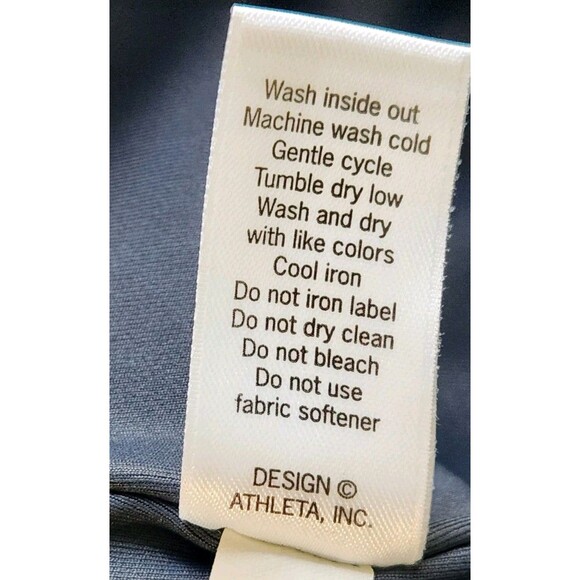 Wash inside out
Machine wash cold
Gentle cycle
Tumble dry low
Wash and dry
with like colors
Cool iron
Do not iron label
Do not dry clean
Do not bleach
Do not use
fabric softener
DESIGN ©
ATHLETA, INC.